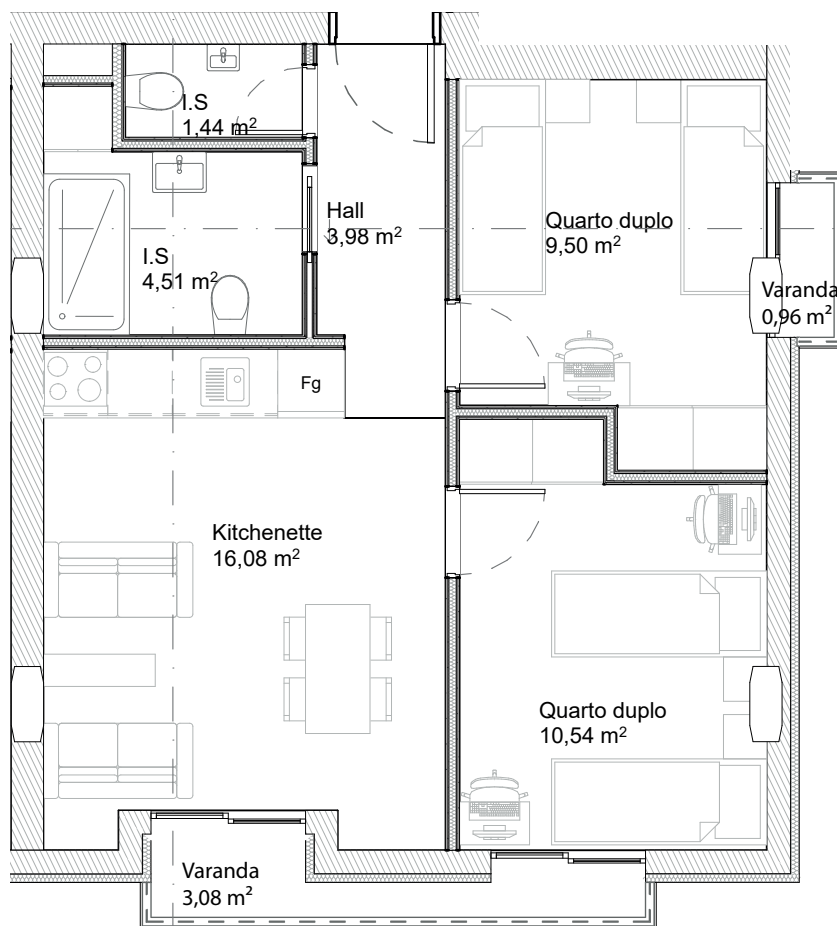 I.S
1,44 m²
Hall
3,98 m²
Quarto duplo
9,50 m²
I.S
4,51 m²
Varanda
0,96 m²
Fg
Kitchenette
16,08 m²
Quarto duplo
10,54 m²
Varanda
3,08 m²